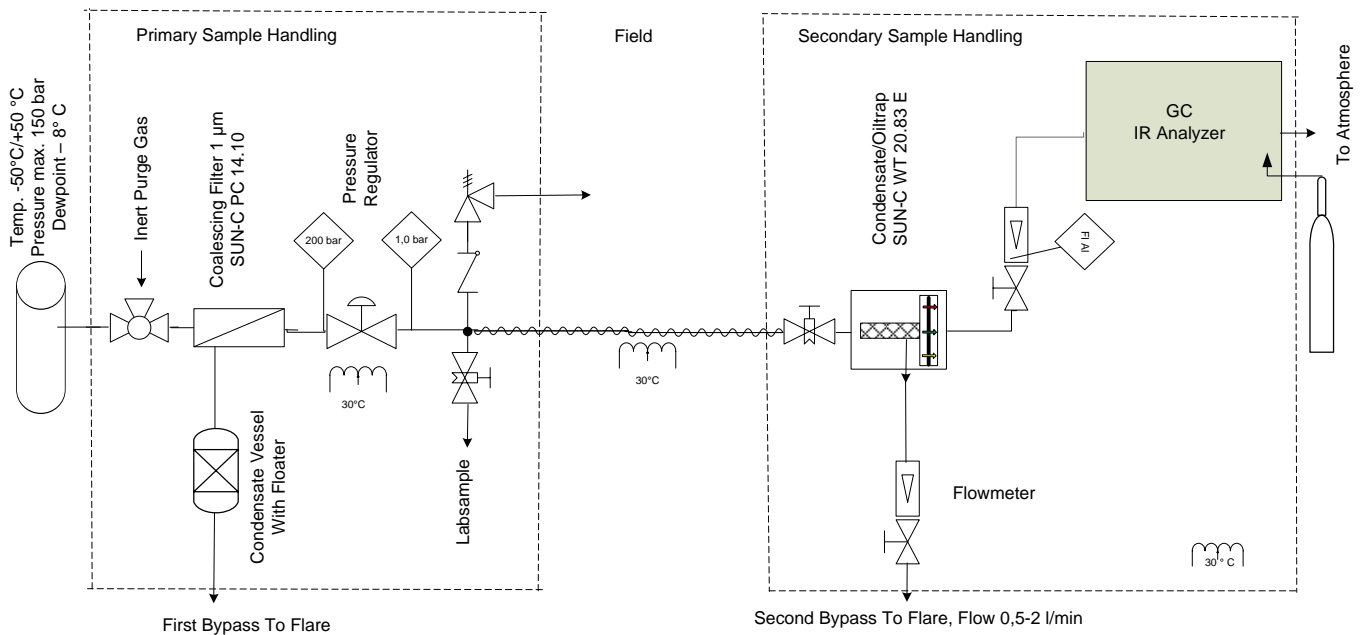 Primary Sample Handling
Field
Secondary Sample Handling
Temp. -50°C/+50 °C
Pressure max. 150 bar
Dewpoint – 8° C
Inert Purge Gas
Coalescing Filter 1 µm
SUN-C PC 14.10
Pressure
Regulator
200 bar
1,0 bar
30°C
Condensate Vessel
With Floater
Labsample
First Bypass To Flare
30°C
Condensate/Oiltrap
SUN-C WT 20.83 E
GC
IR Analyzer
To Atmosphere
FI AI
Flowmeter
30 ° C
Second Bypass To Flare, Flow 0,5-2 l/min